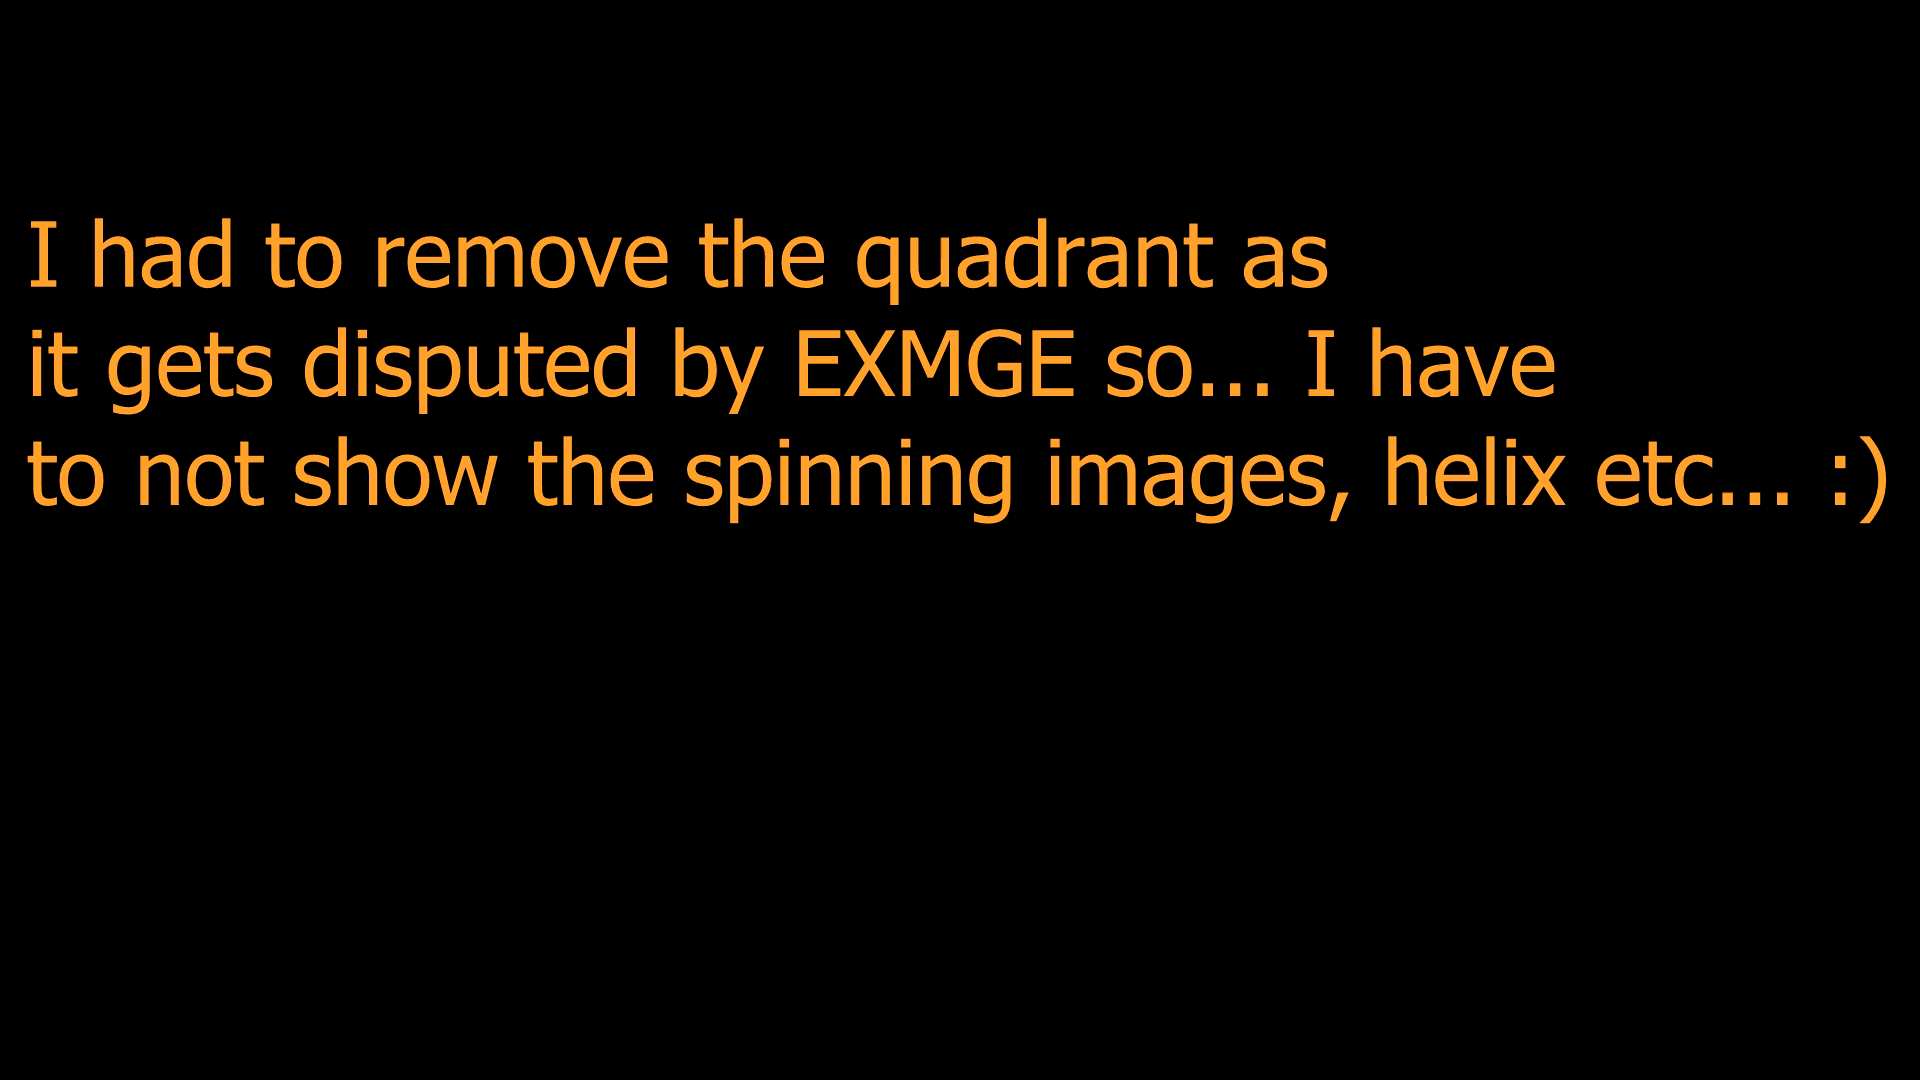 I had to remove the quadrant as
it gets disputed by EXMGE so... I have
to not show the spinning images, helix etc... :)